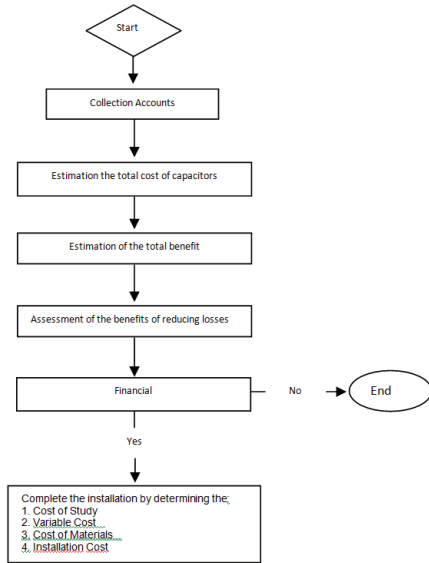 Start
Collection Accounts
Estimation the total cost of capacitors
Estimation of the total benefit
Assessment of the benefits of reducing losses
Financial
No
End
Yes
Complete the installation by determining the;
1. Cost of Study
2. Variable Cost
3. Cost of Materials
4. Installation Cost